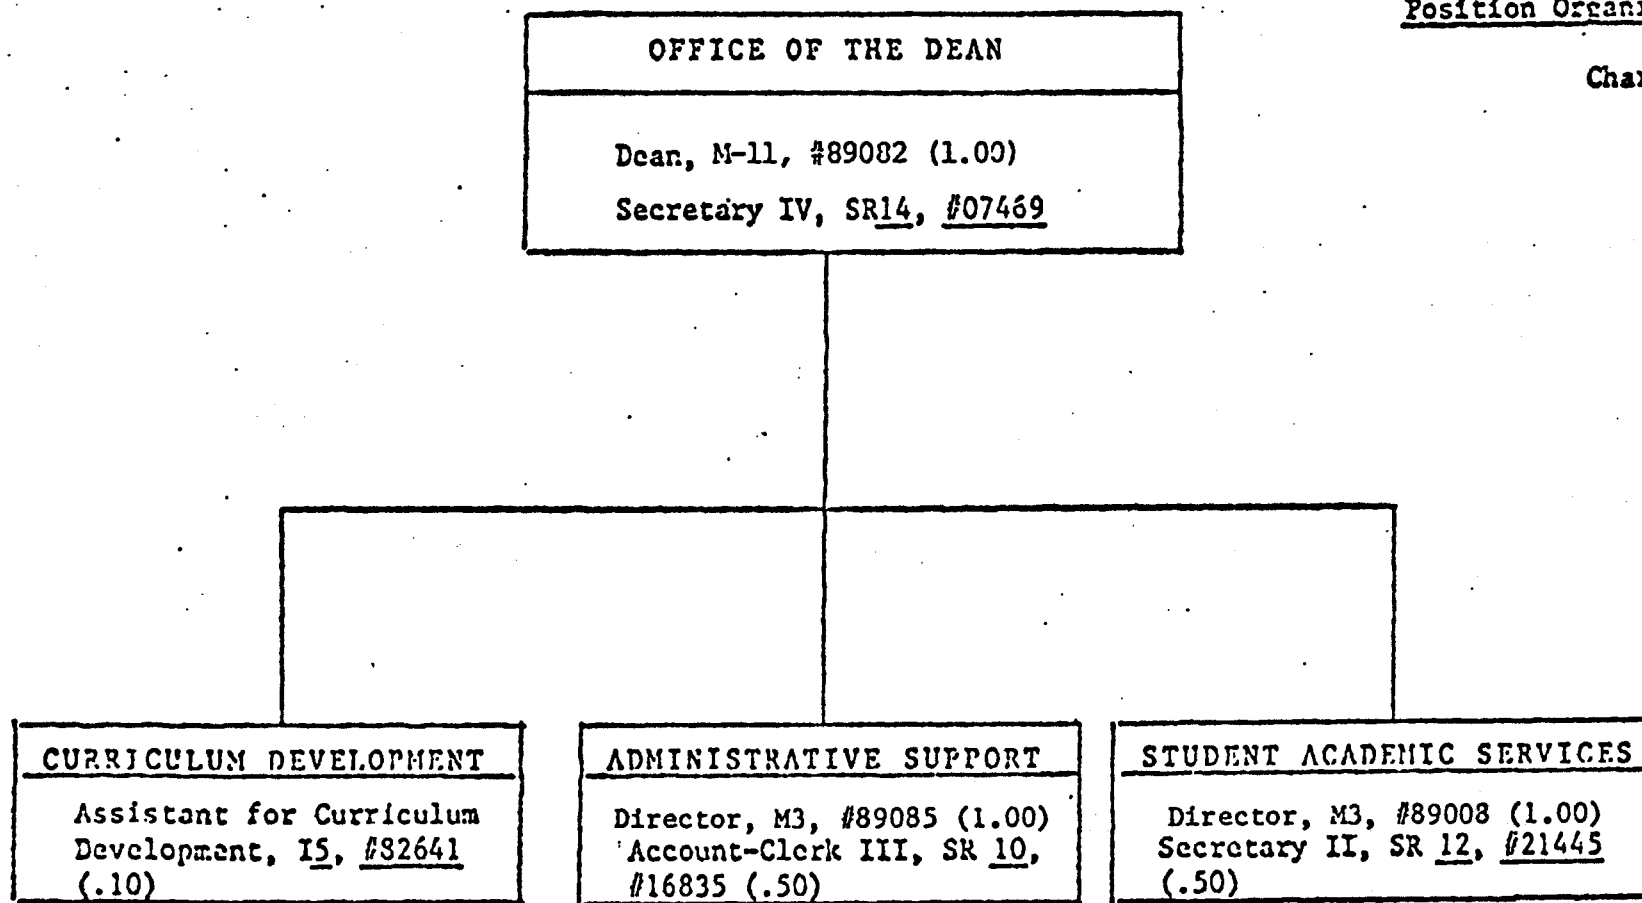 Position Organi
Char
OFFICE OF THE DEAN
Dean, M-11, #89082 (1.00)
Secretary IV, SR14, #07469
CURRICULUM DEVELOPMENT
Assistant for Curriculum
Development, I5, #82641
(.10)
ADMINISTRATIVE SUPPORT
Director, M3, #89085 (1.00)
Account-Clerk III, SR 10,
#16835 (.50)
STUDENT ACADEMIC SERVICES
Director, M3, #89008 (1.00)
Secretary II, SR 12, #21445
(.50)